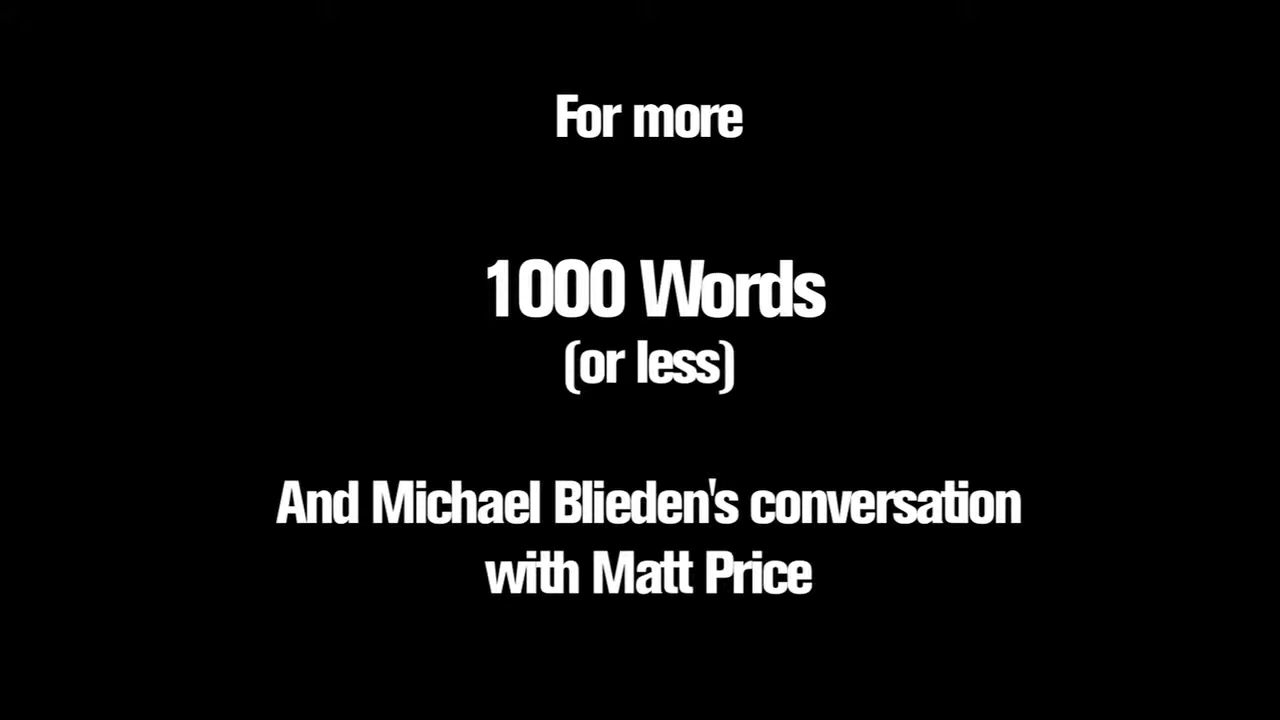 For more
1000 Words
(or less)
And Michael Blieden's conversation
with Matt Price